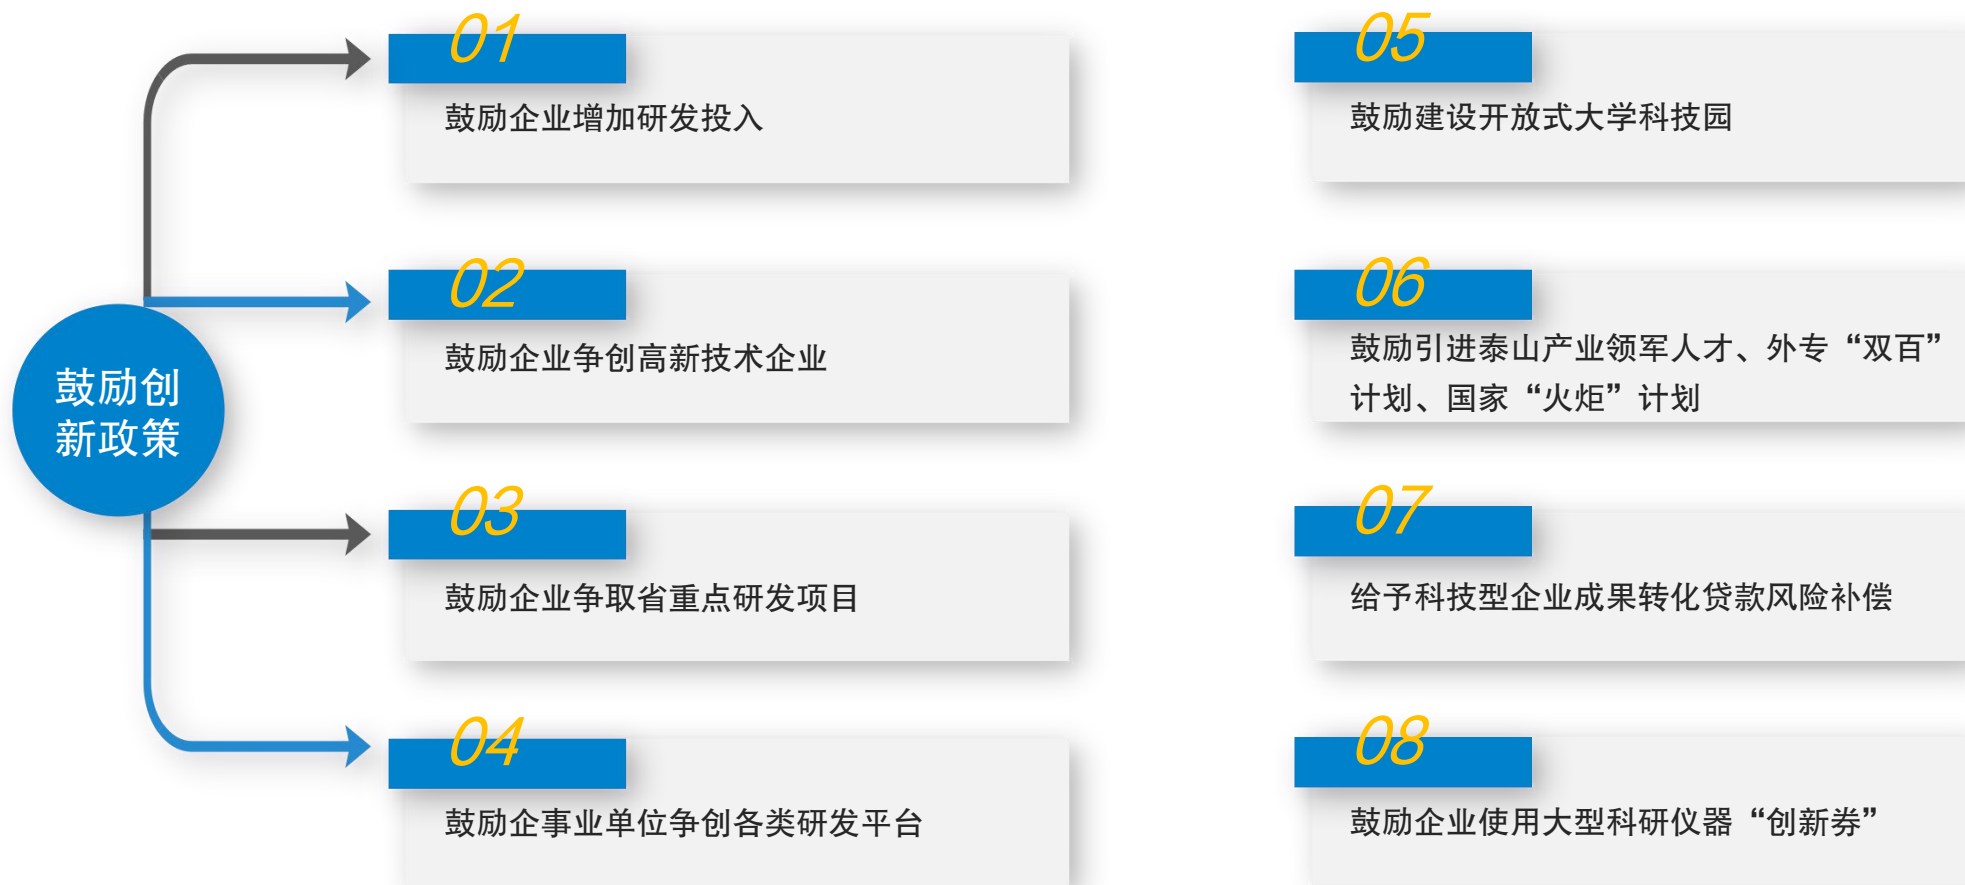 鼓励创
新政策
01
鼓励企业增加研发投入
02
鼓励企业争创高新技术企业
03
鼓励企业争取省重点研发项目
04
鼓励企事业单位争创各类研发平台
05
鼓励建设开放式大学科技园
06
鼓励引进泰山产业领军人才、外专“双百”
计划、国家“火炬”计划
07
给予科技型企业成果转化贷款风险补偿
08
鼓励企业使用大型科研仪器“创新券”